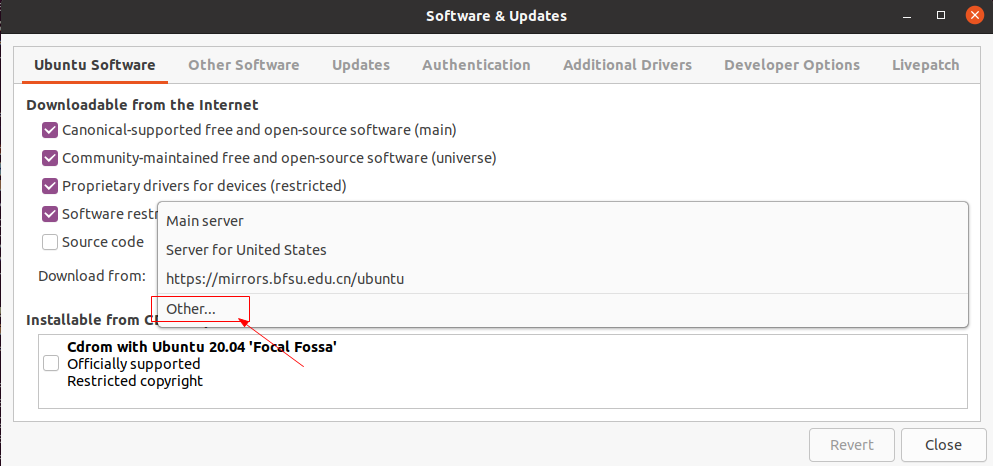 Software & Updates
Ubuntu Software Other Software Updates Authentication Additional Drivers Developer Options Livepatch
Downloadable from the Internet
Canonical-supported free and open-source software (main)
Community-maintained free and open-source software (universe)
Proprietary drivers for devices (restricted)
Software
Main server
Source code
Server for United States
Download from:
https://mirrors.bfsu.edu.cn/ubuntu
Other...
Installable from
Cdrom with Ubuntu 20.04 'Focal Fossa'
Officially supported
Restricted copyright
Revert Close